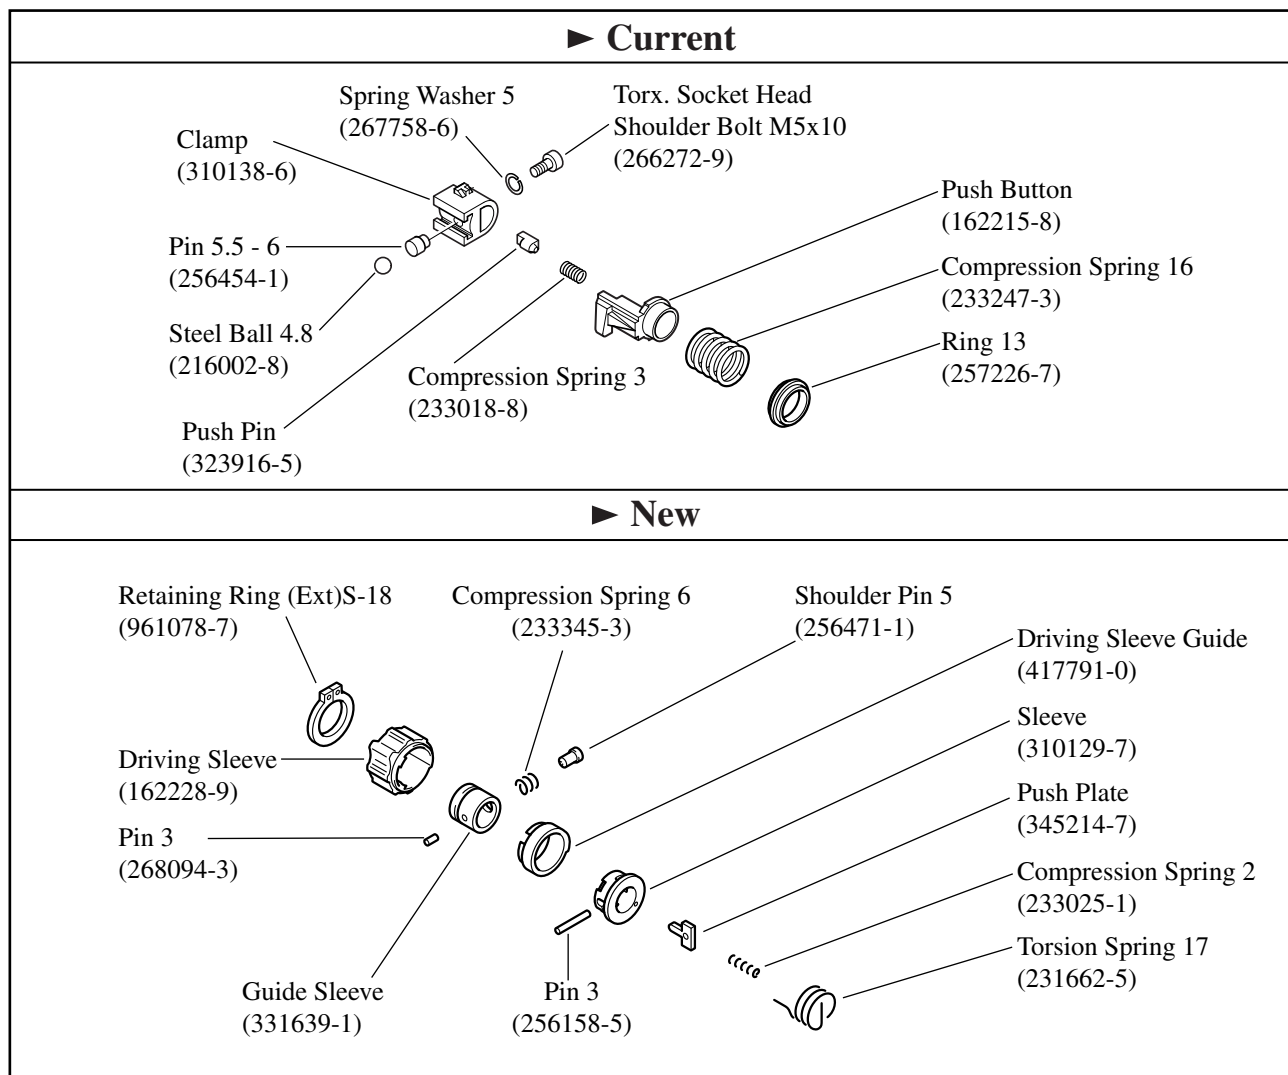 ► Current
Spring Washer 5
(267758-6)
Torx. Socket Head
Shoulder Bolt M5x10
(266272-9)
Clamp
(310138-6)
Push Button
(162215-8)
Pin 5.5 - 6
(256454-1)
Compression Spring 16
(233247-3)
Steel Ball 4.8
(216002-8)
Ring 13
(257226-7)
Compression Spring 3
(233018-8)
Push Pin
(323916-5)
► New
Retaining Ring (Ext)S-18
(961078-7)
Compression Spring 6
(233345-3)
Shoulder Pin 5
(256471-1)
Driving Sleeve Guide
(417791-0)
Sleeve
(310129-7)
Driving Sleeve
(162228-9)
Push Plate
(345214-7)
Pin 3
(268094-3)
Compression Spring 2
(233025-1)
Torsion Spring 17
(231662-5)
Guide Sleeve
(331639-1)
Pin 3
(256158-5)